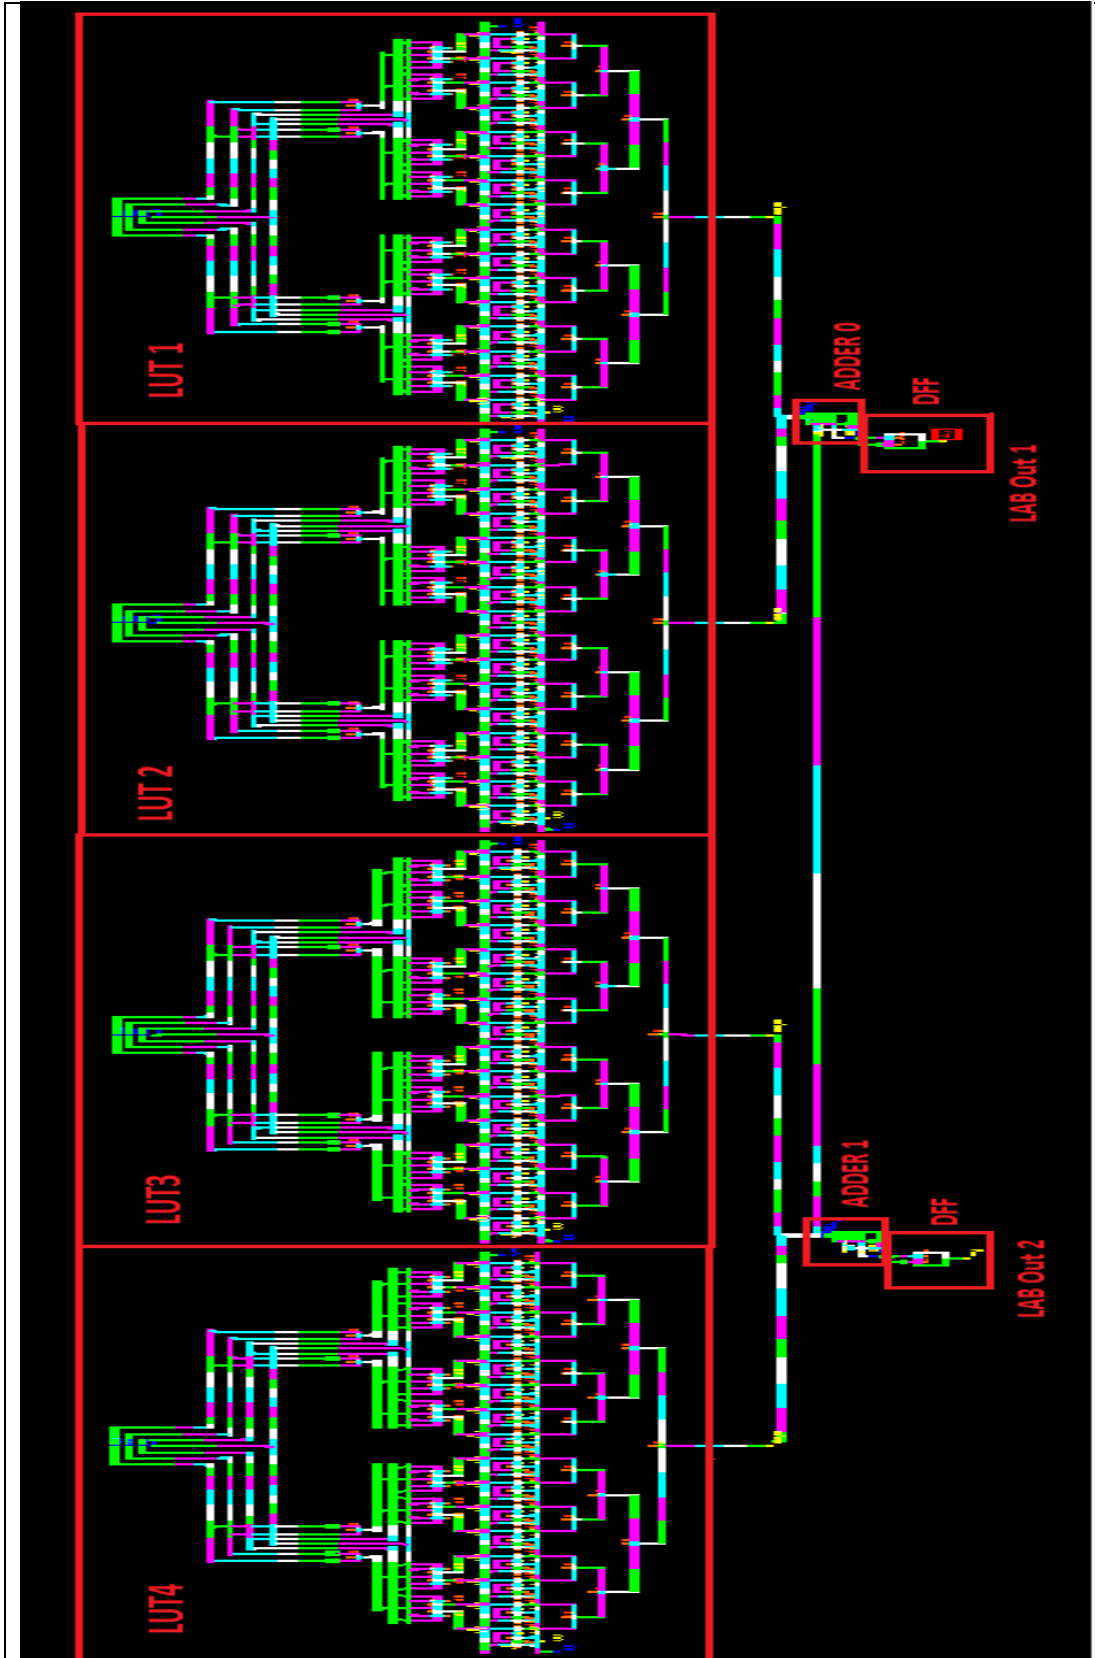 LUT 1
LUT 2
LUT3
LUT4
ADDER 0
DFF
LAB Out 1
ADDER 1
DFF
LAB Out 2